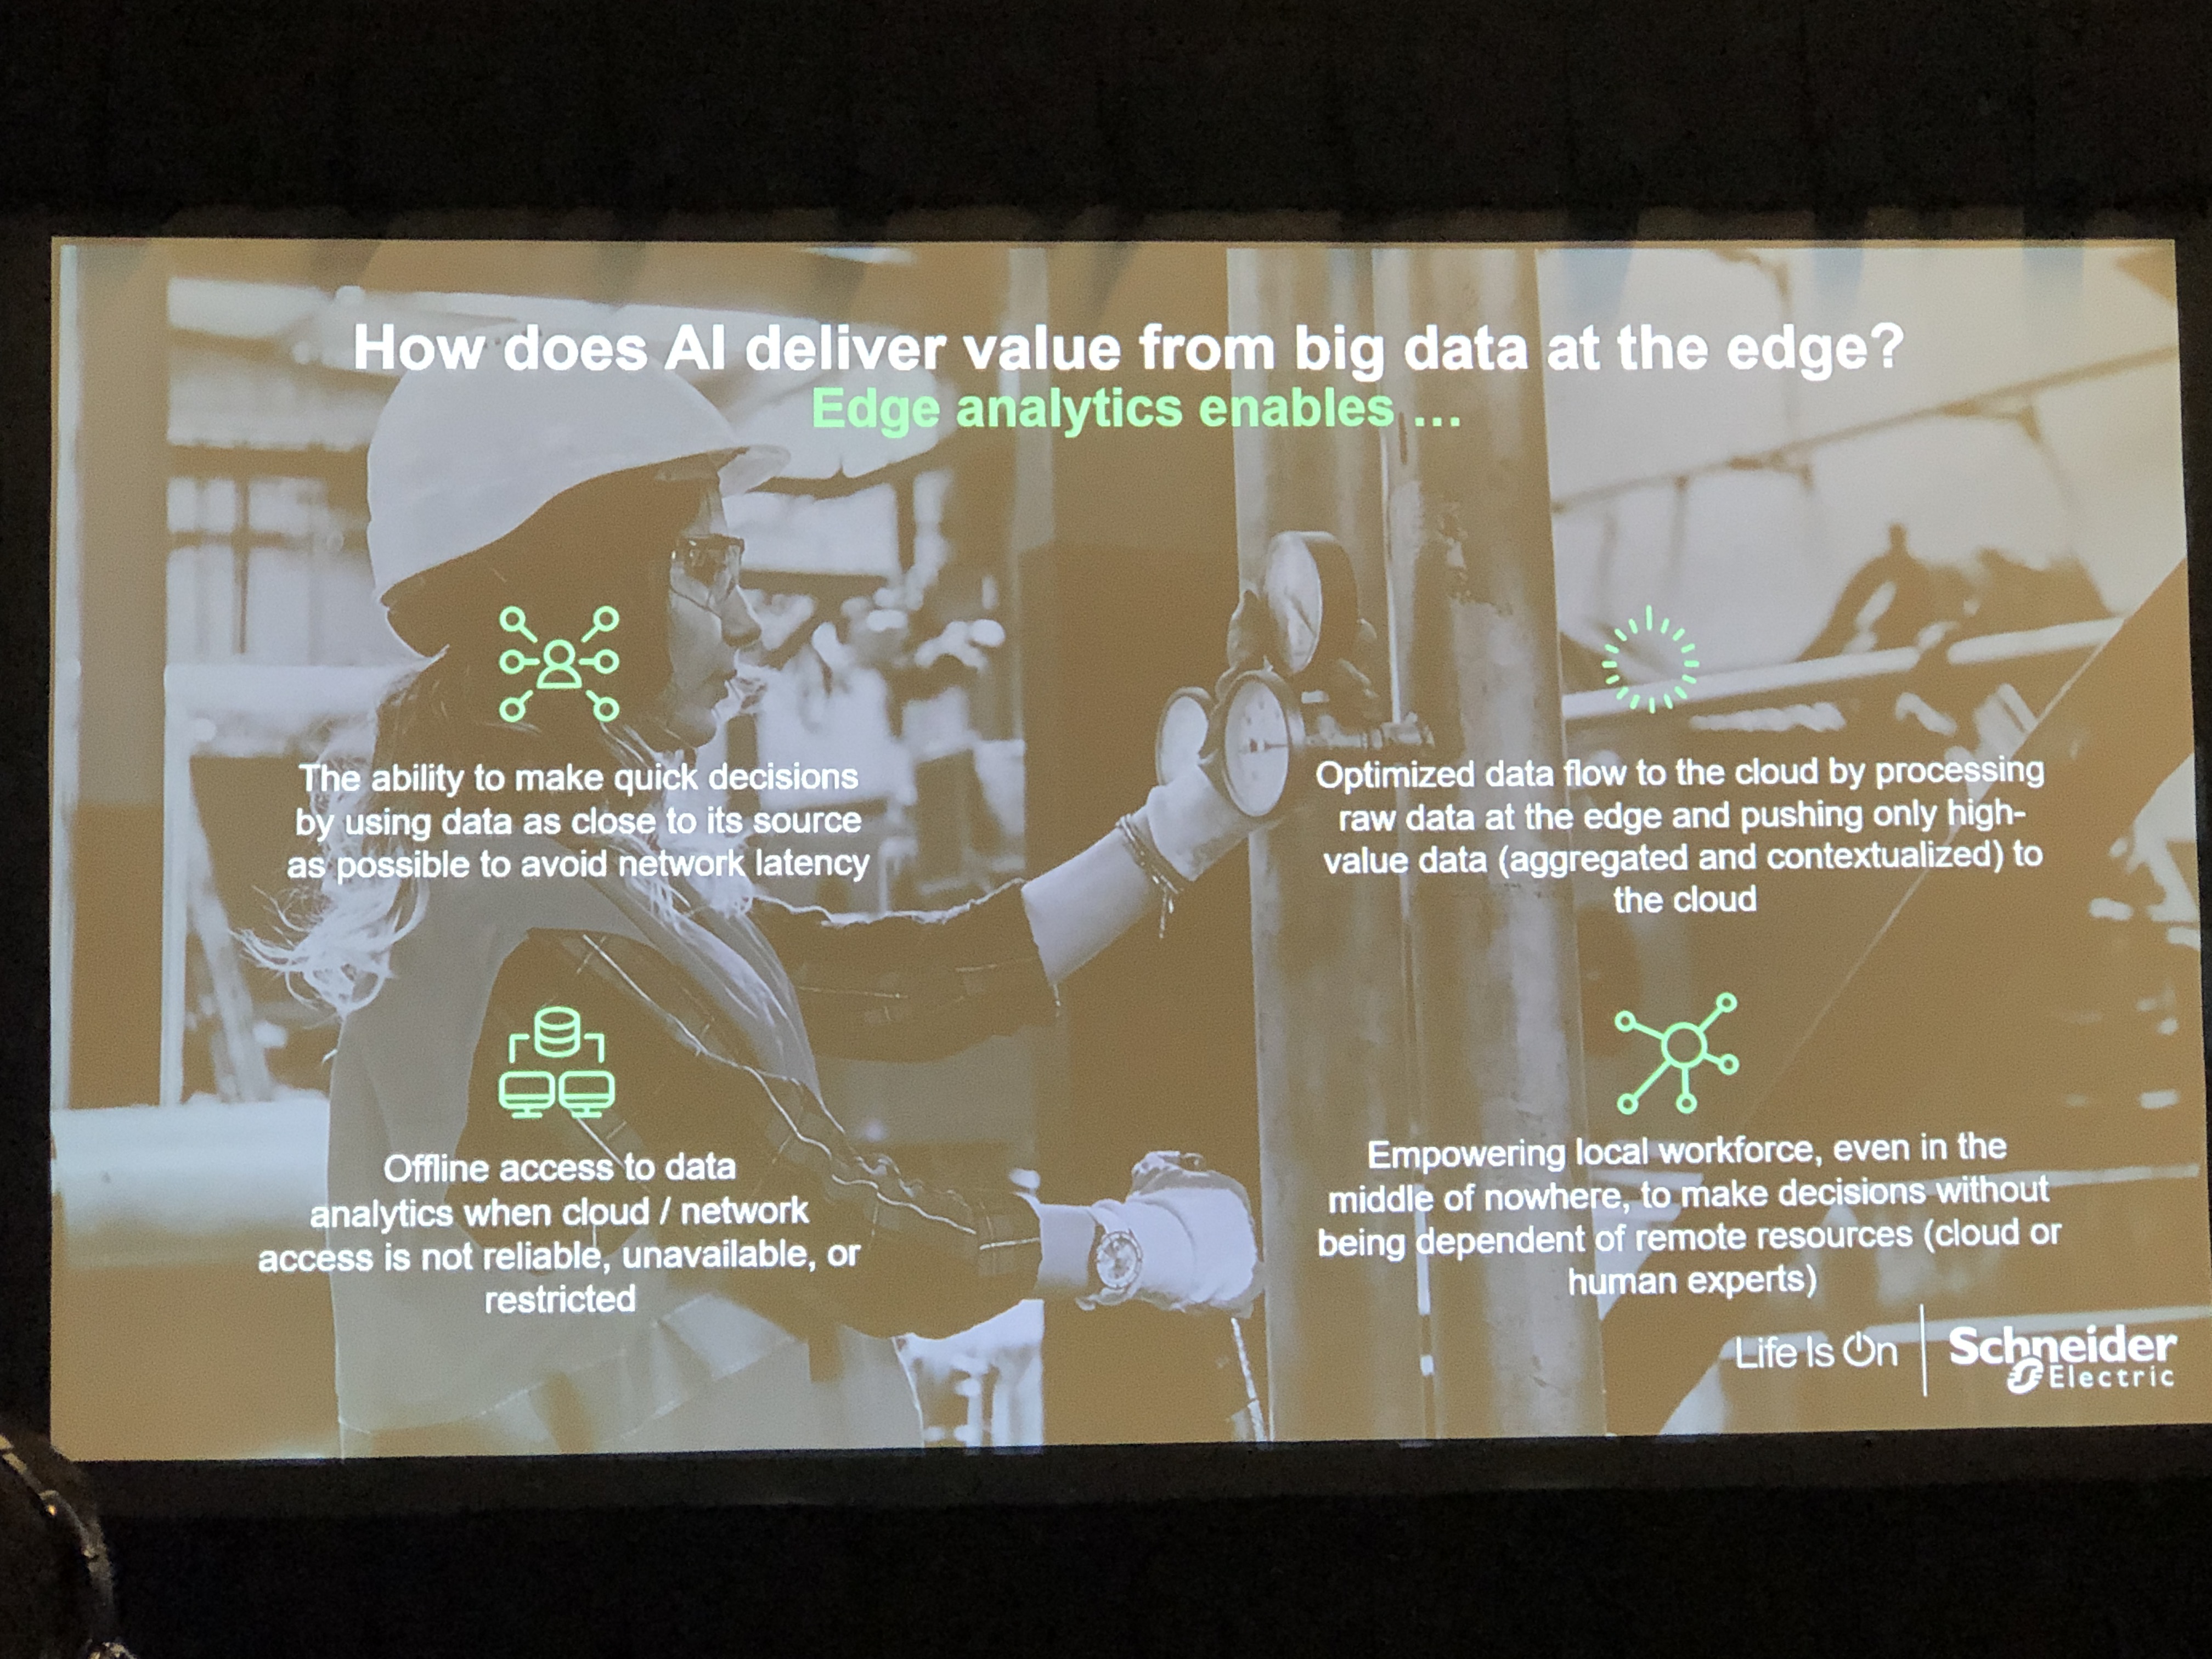 How does AI deliver value from big data at the edge?
Edge analytics enables ...
The ability to make quick decisions
by using data as close to its source
as possible to avoid network latency
Optimized data flow to the cloud by processing
raw data at the edge and pushing only high-
value data (aggregated and contextualized) to
the cloud
Offline access to data
analytics when cloud / network
access is not reliable, unavailable, or
restricted
Empowering local workforce, even in the
middle of nowhere, to make decisions without
being dependent of remote resources (cloud or
human experts)
Life Is On
Schneider
Electric